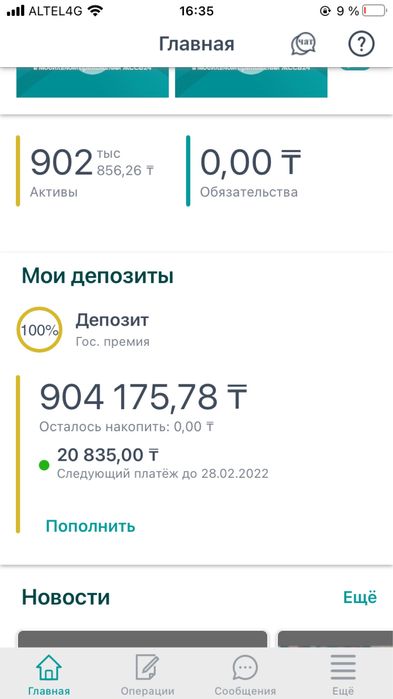 ALTEL4G 16:35 9 %
Главная чат ?
902 тыс 856,26 ₸
Активы
0,00 ₸
Обязательства
Мои депозиты
100%
Депозит
Гос. премия
904 175,78 ₸
Осталось накопить: 0,00 ₸
20 835,00 ₸
Следующий платёж до 28.02.2022
Пополнить
Новости Ещё
Главная Операции Сообщения Ещё